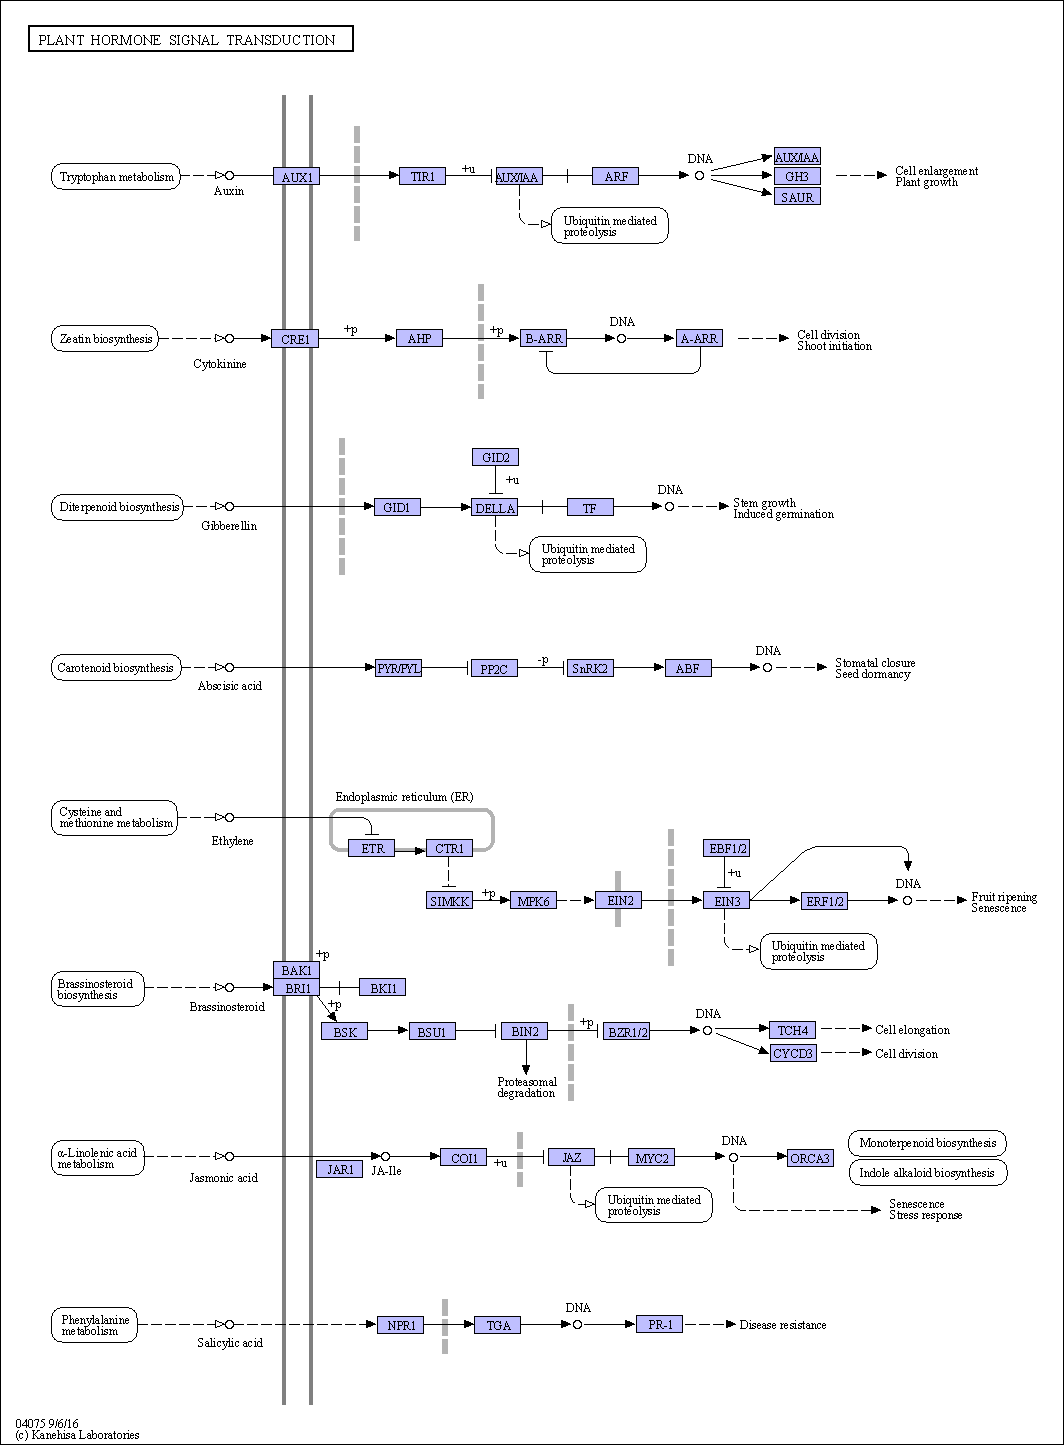 PLANT HORMONE SIGNAL TRANSDUCTION
Tryptophan metabolism
Auxin
AUX1
TIR1
+u
AUX/IAA
ARF
DNA
AUX/IAA
GH3
SAUR
Cell enlargement
Plant growth
Ubiquitin mediated
proteolysis
Zeatin biosynthesis
Cytokinine
CRE1
+p
AHP
+p
B-ARR
DNA
A-ARR
Cell division
Shoot initiation
GID2
+u
Diterpenoid biosynthesis
Gibberellin
GID1
DELLA
TF
DNA
Stem growth
Induced germination
Ubiquitin mediated
proteolysis
Carotenoid biosynthesis
Abscisic acid
PYR/PYL
PP2C
-p
SnRK2
ABF
DNA
Stomatal closure
Seed dormancy
Endoplasmic reticulum (ER)
Cysteine and
methionine metabolism
Ethylene
ETR
CTR1
EBF1/2
+u
SIMKK
+p
MPK6
EIN2
EIN3
ERF1/2
DNA
Fruit ripening
Senescence
Ubiquitin mediated
proteolysis
Brassinosteroid
biosynthesis
Brassinosteroid
BAK1
+p
BRI1
BKI1
+p
BSK
BSU1
BIN2
+p
BZR1/2
DNA
TCH4
Cell elongation
CYCD3
Cell division
Proteasomal
degradation
α-Linolenic acid
metabolism
Jasmonic acid
JAR1
JA-Ile
COI1
+u
JAZ
MYC2
DNA
ORCA3
Monoterpenoid biosynthesis
Indole alkaloid biosynthesis
Ubiquitin mediated
proteolysis
Senescence
Stress response
Phenylalanine
metabolism
Salicylic acid
NPR1
TGA
DNA
PR-1
Disease resistance
04075 9/6/16
(c) Kanehisa Laboratories